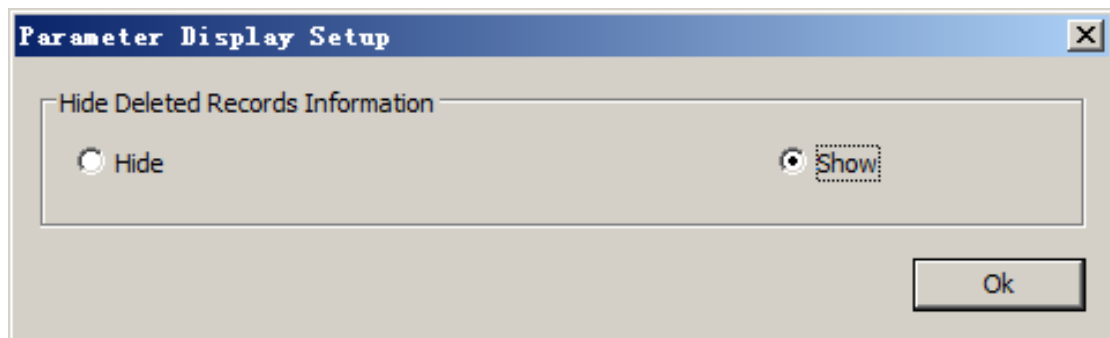 Parameter Display Setup
Hide Deleted Records Information
Hide Show
Ok